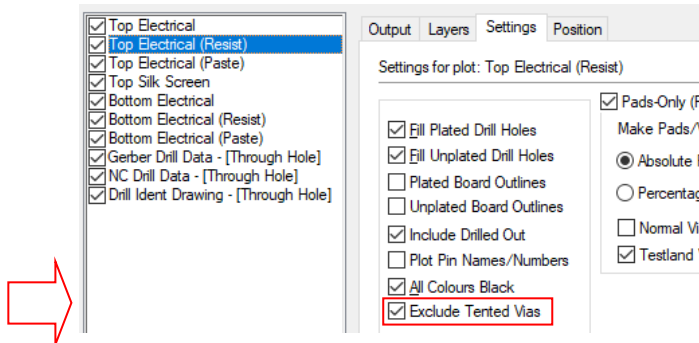 Top Electrical
Top Electrical (Resist)
Top Electrical (Paste)
Top Silk Screen
Bottom Electrical
Bottom Electrical (Resist)
Bottom Electrical (Paste)
Gerber Drill Data - [Through Hole]
NC Drill Data - [Through Hole]
Drill Ident Drawing - [Through Hole]
Output Layers Settings Position
Settings for plot: Top Electrical (Resist)
Fill Plated Drill Holes
Fill Unplated Drill Holes
Plated Board Outlines
Unplated Board Outlines
Include Drilled Out
Plot Pin Names/Numbers
All Colours Black
Exclude Tented Vias
Pads-Only (
Make Pads/
Absolute
Percentag
Normal Vi
Testland